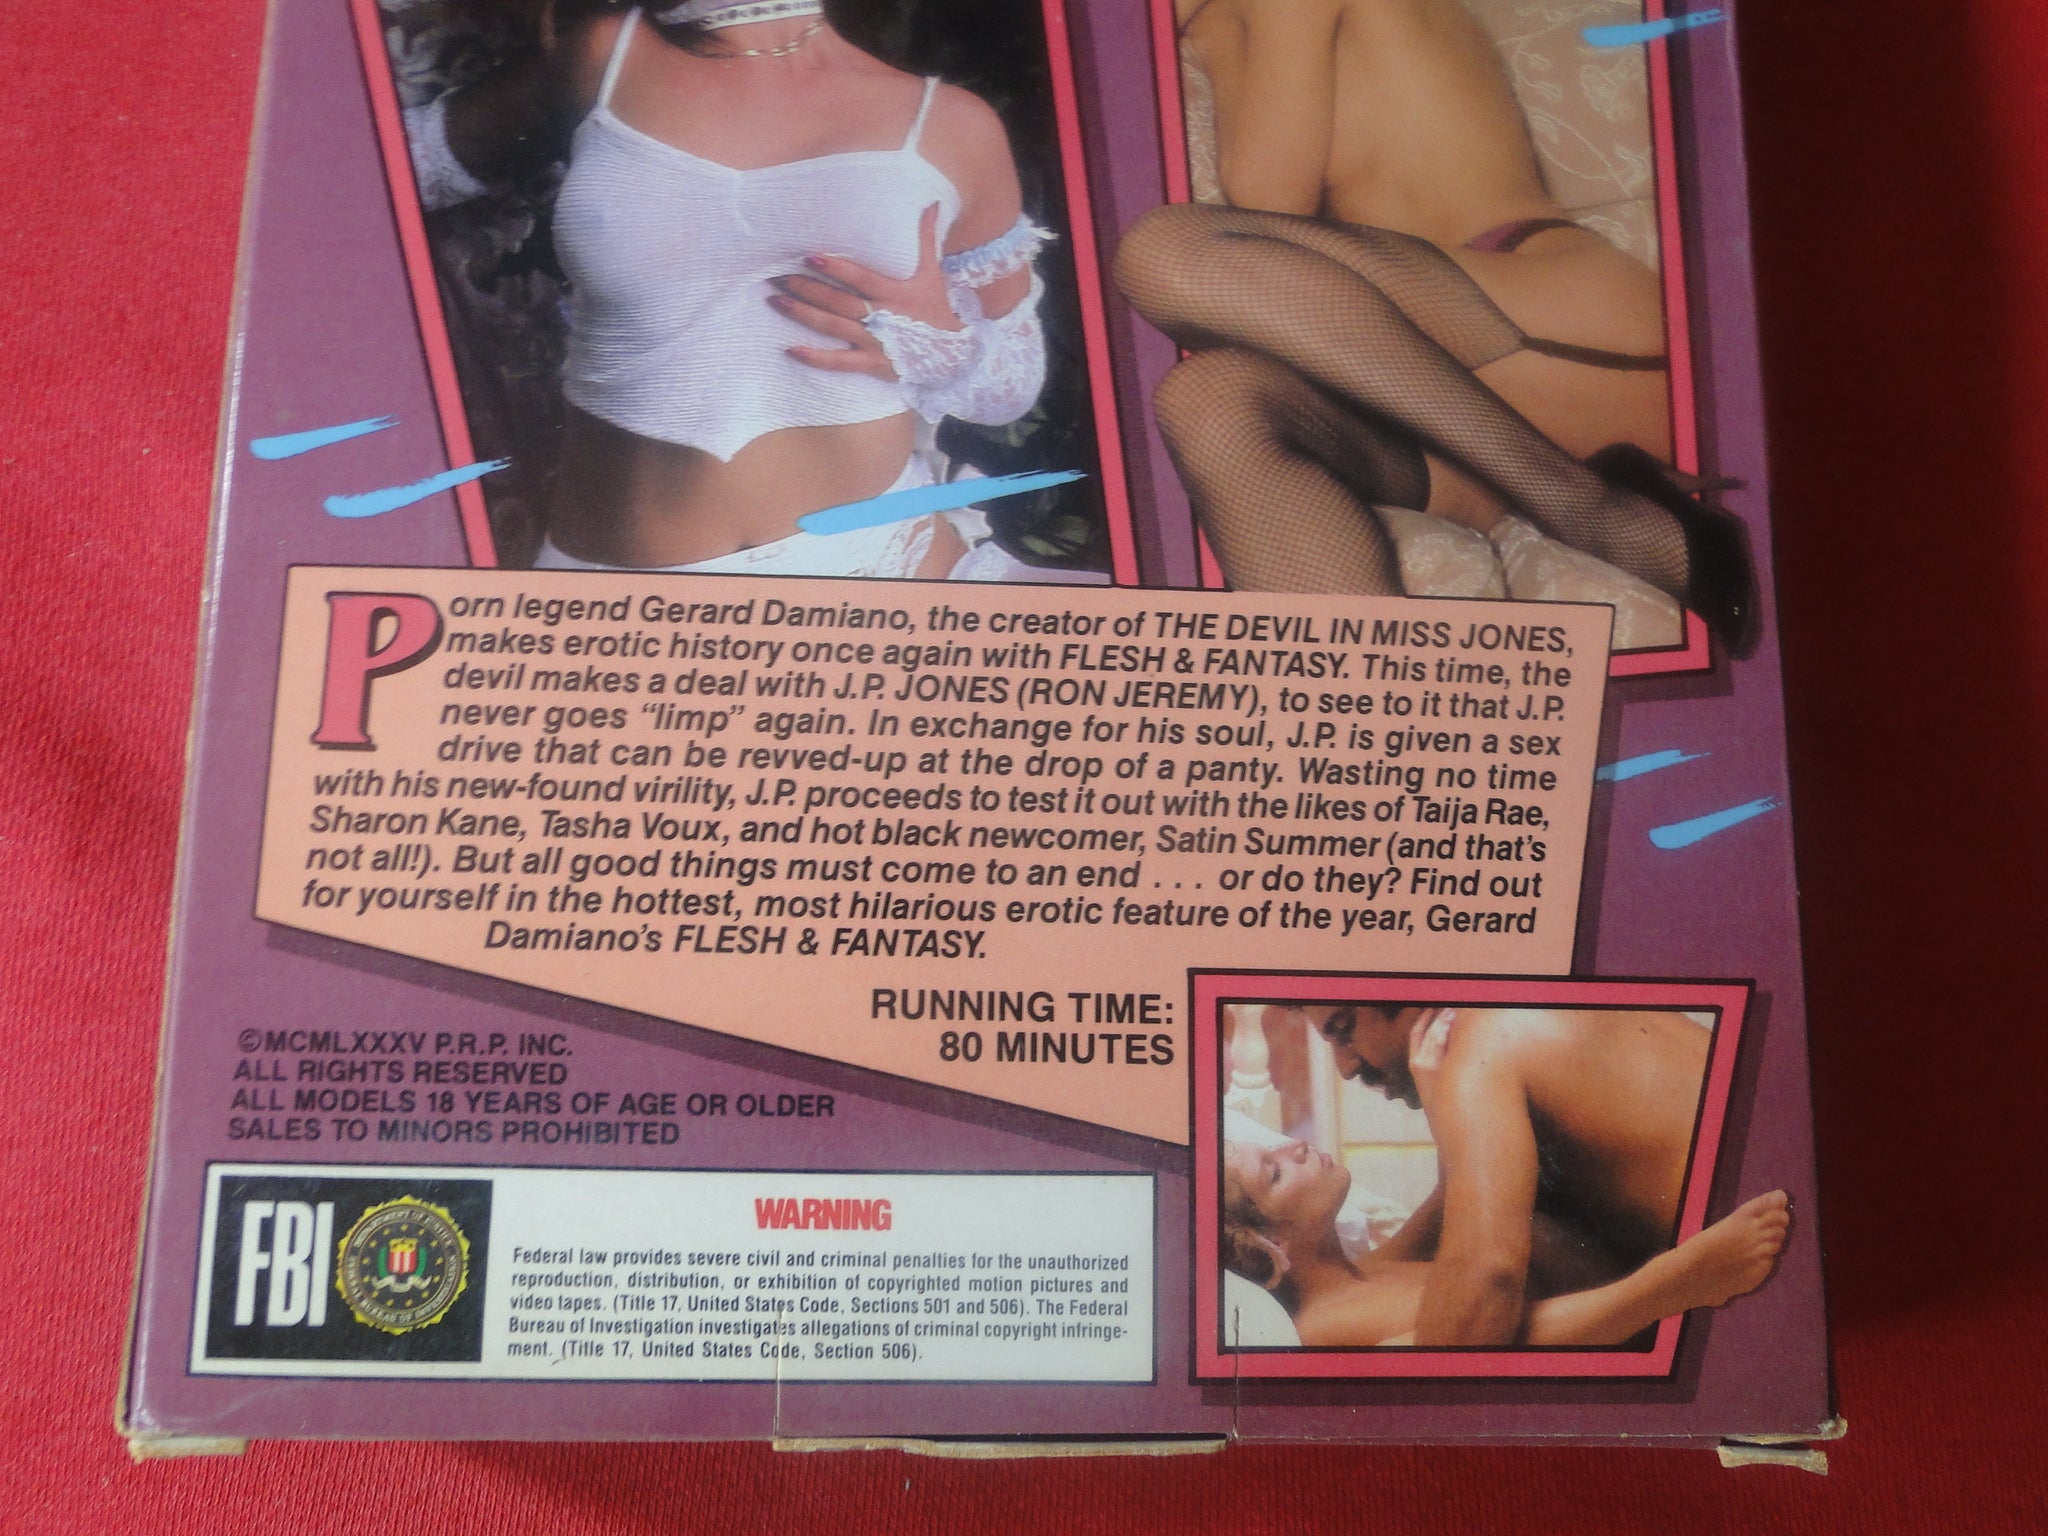 Porn legend Gerard Damiano, the creator of THE DEVIL IN MISS JONES,
makes erotic history once again with FLESH & FANTASY. This time, the
devil makes a deal with J.P. JONES (RON JEREMY), to see to it that J.P.
never goes "limp" again. In exchange for his soul, J.P. is given a sex
drive that can be revved-up at the drop of a panty. Wasting no time
with his new-found virility, J.P. proceeds to test it out with the likes of Taija Rae,
Sharon Kane, Tasha Voux, and hot black newcomer, Satin Summer (and that's
not all!). But all good things must come to an end . . . or do they? Find out
for yourself in the hottest, most hilarious erotic feature of the year, Gerard
Damiano's FLESH & FANTASY.
RUNNING TIME:
80 MINUTES
©MCMLXXXV P.R.P. INC.
ALL RIGHTS RESERVED
ALL MODELS 18 YEARS OF AGE OR OLDER
SALES TO MINORS PROHIBITED
FBI
WARNING
Federal law provides severe civil and criminal penalties for the unauthorized
reproduction, distribution, or exhibition of copyrighted motion pictures and
video tapes. (Title 17, United States Code, Sections 501 and 506). The Federal
Bureau of Investigation investigates allegations of criminal copyright infringe-
ment. (Title 17, United States Code, Section 506).